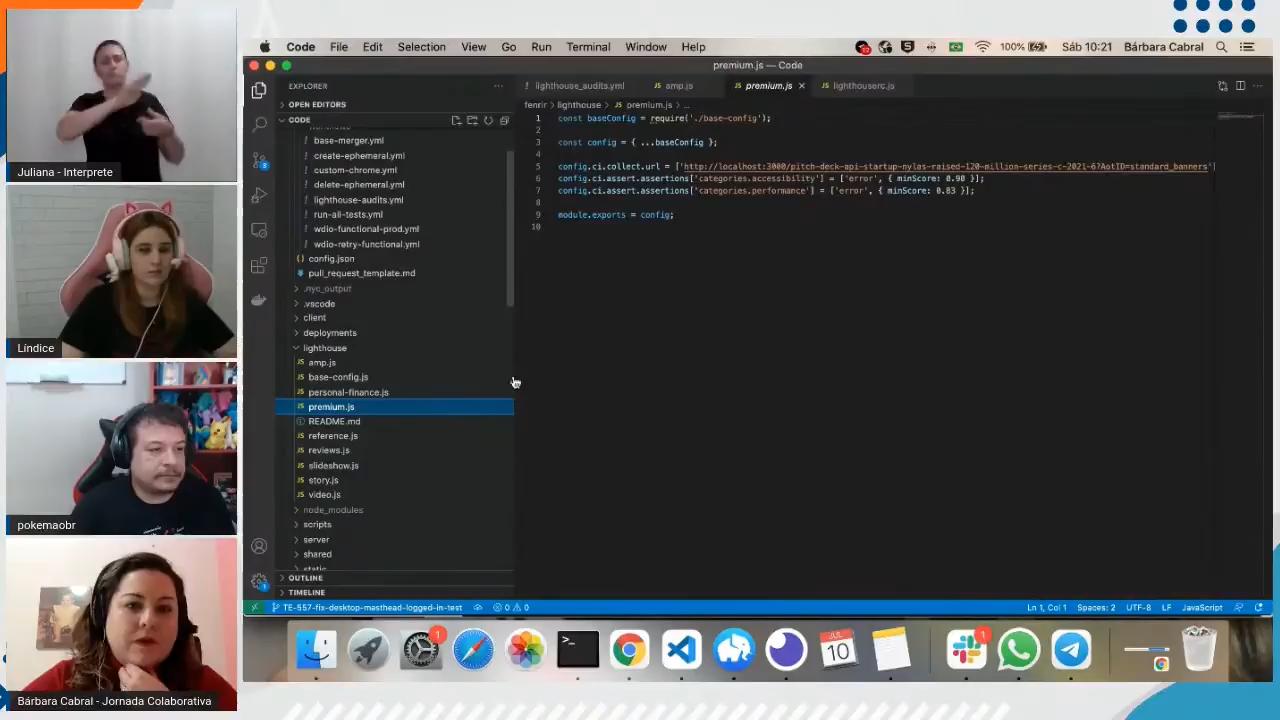 Juliana - Interprete
Líndice
pokemaobr
Bárbara Cabral - Jornada Colaborativa
Code File Edit Selection View Go Run Terminal Window Help
100% Sáb 10:21 Bárbara Cabral
premium.js — Code
EXPLORER
OPEN EDITORS
CODE
base-merger.yml
create-ephemeral.yml
custom-chrome.yml
delete-ephemeral.yml
lighthouse-audits.yml
run-all-tests.yml
wdio-functional-prod.yml
wdio-retry-functional.yml
config.json
pull_request_template.md
.nyc_output
.vscode
client
deployments
lighthouse
amp.js
base-config.js
personal-finance.js
premium.js
README.md
reference.js
reviews.js
slideshow.js
story.js
video.js
node_modules
scripts
server
shared
static
OUTLINE
TIMELINE
lighthouse_audits.yml amp.js premium.js lighthouserc.js
fenrir > lighthouse > premium.js > ...
1 const baseConfig = require('./base-config');
2
3 const config = { ...baseConfig };
4
5 config.ci.collect.url = ['http://localhost:3000/pitch-deck-api-startup-nylas-raised-120-million-series-c-2021-6?AotID=standard_banners']
6 config.ci.assert.assertions['categories.accessibility'] = ['error', { minScore: 0.90 }];
7 config.ci.assert.assertions['categories.performance'] = ['error', { minScore: 0.83 }];
8
9 module.exports = config;
10
TE-557-fix-desktop-masthead-logged-in-test 0 0 Ln 1, Col 1 Spaces: 2 UTF-8 LF JavaScript
1
JUL
10
1